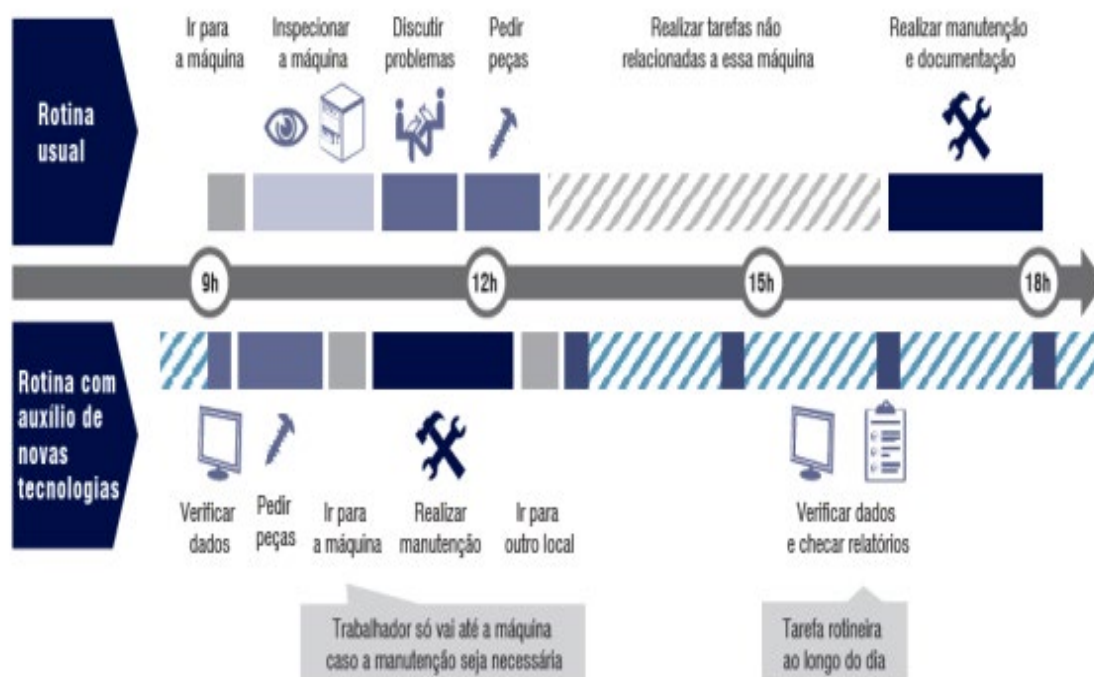 Ir para
a máquina
Inspecionar
a máquina
Discutir
problemas
Pedir
peças
Realizar tarefas não
relacionadas a essa máquina
Realizar manutenção
e documentação
Rotina
usual
9h
12h
15h
18h
Rotina com
auxílio de
novas
tecnologias
Verificar
dados
Pedir
peças
Ir para
a máquina
Realizar
manutenção
Ir para
outro local
Verificar dados
e checar relatórios
Trabalhador só vai até a máquina
caso a manutenção seja necessária
Tarefa rotineira
ao longo do dia